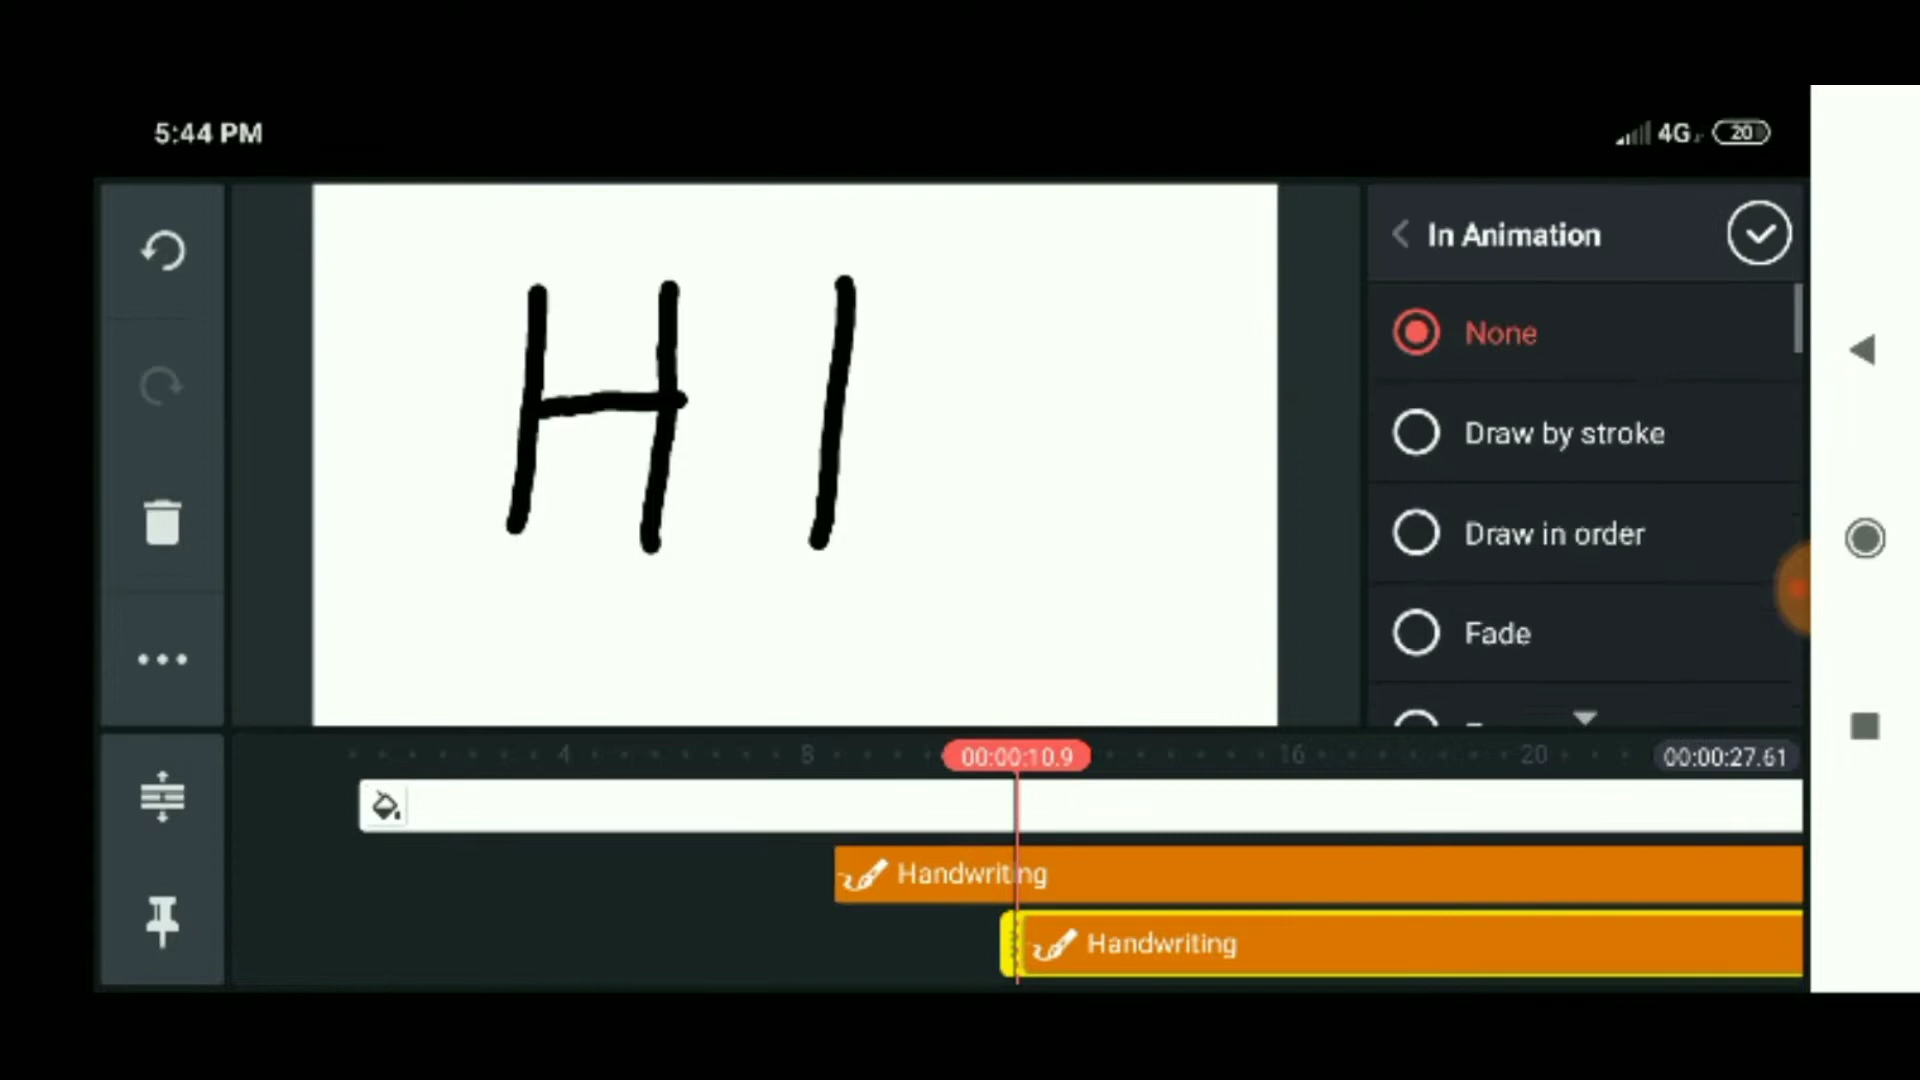 5:44 PM
4G
20
In Animation
None
HI
Draw by stroke
Draw in order
Fade
4
8
00:00:10.9
16
20
00:00:27.61
Handwriting
Handwriting